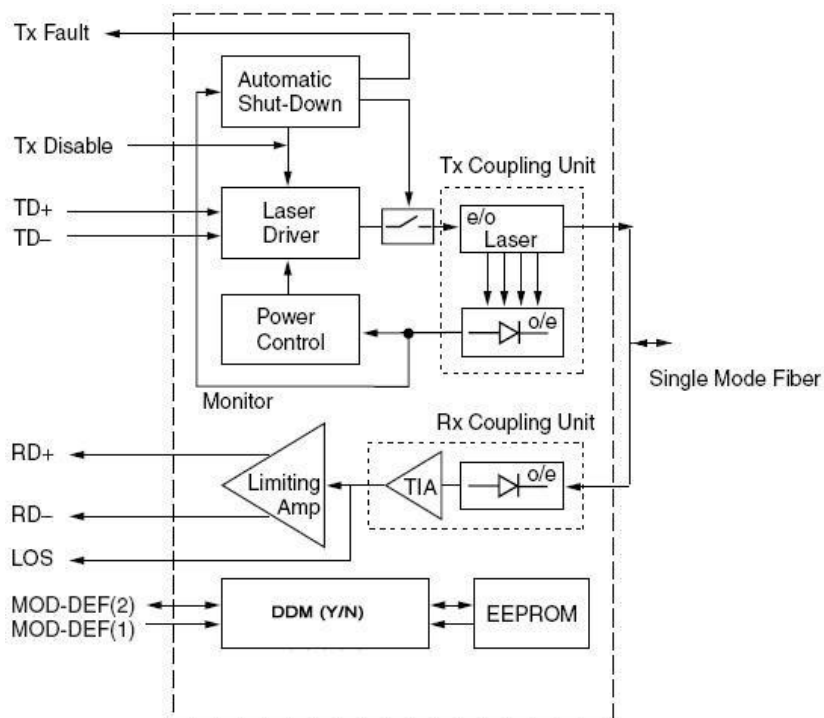 Tx Fault
Automatic
Shut-Down
Tx Disable
Tx Coupling Unit
TD+
TD–
Laser
Driver
e/o
Laser
Power
Control
o/e
Monitor
Single Mode Fiber
Rx Coupling Unit
RD+
RD–
Limiting
Amp
TIA
o/e
LOS
MOD-DEF(2)
MOD-DEF(1)
DDM (Y/N)
EEPROM